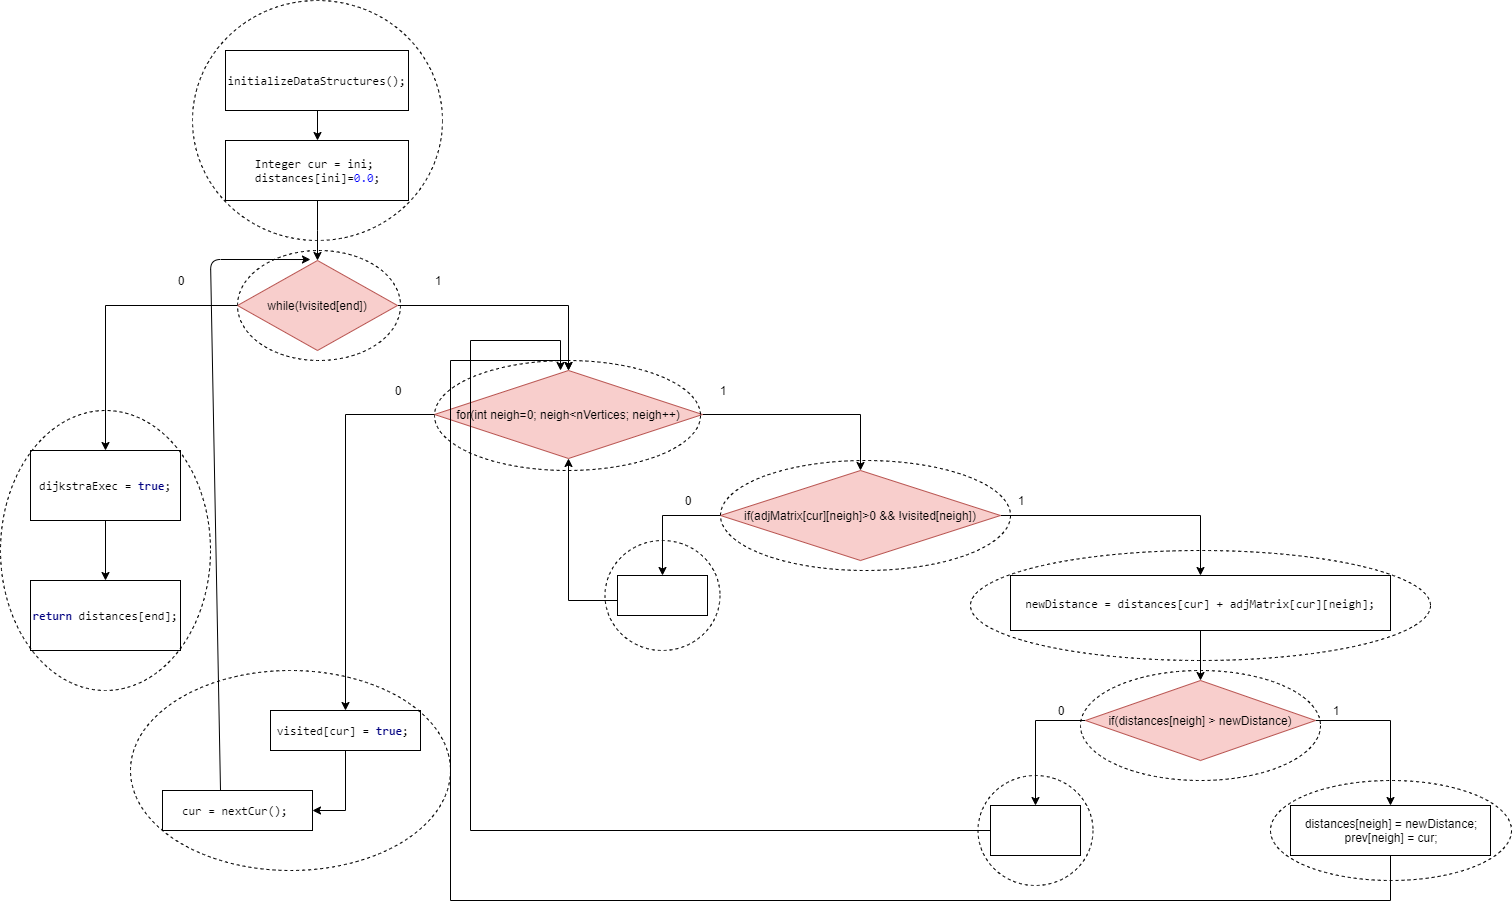 initializeDataStructures();
Integer cur = ini;
distances[ini]=0.0;
0
1
while(!visited[end])
0
1
for(int neigh=0; neigh<nVertices; neigh++)
dijkstraExec = true;
0
1
if(adjMatrix[cur][neigh]>0 && !visited[neigh])
return distances[end];
newDistance = distances[cur] + adjMatrix[cur][neigh];
0
1
if(distances[neigh] > newDistance)
visited[cur] = true;
cur = nextCur();
distances[neigh] = newDistance;
prev[neigh] = cur;